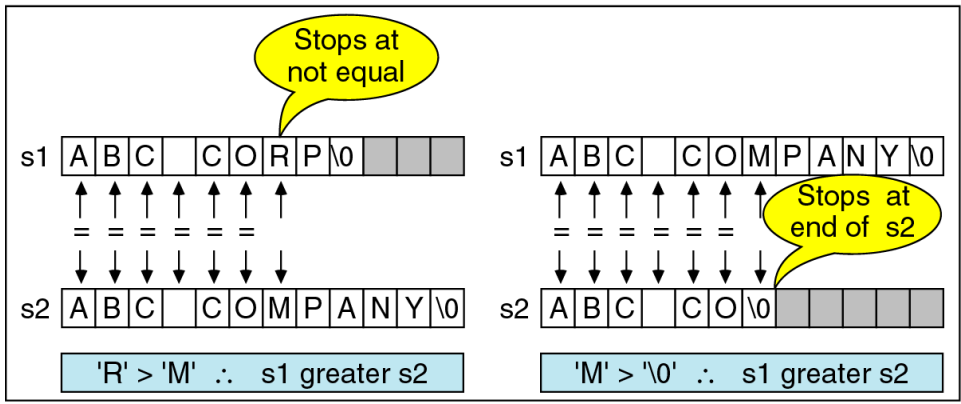 Stops at
not equal
s1 A B C   C O R P \0
s1 A B C   C O M P A N Y \0
Stops at
end of s2
= = = = = =
= = = = = =
s2 A B C   C O M P A N Y \0
s2 A B C   C O \0
'R' > 'M' ∴ s1 greater s2
'M' > '\0' ∴ s1 greater s2